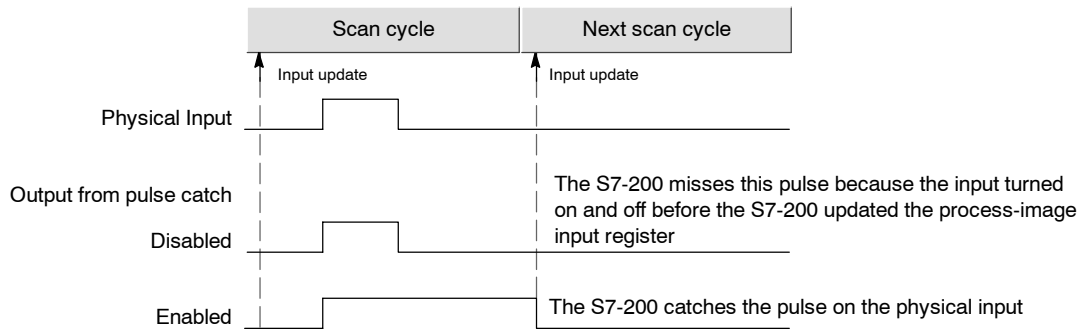 Scan cycle
Next scan cycle
Input update
Input update
Physical Input
Output from pulse catch
The S7-200 misses this pulse because the input turned
on and off before the S7-200 updated the process-image
input register
Disabled
The S7-200 catches the pulse on the physical input
Enabled